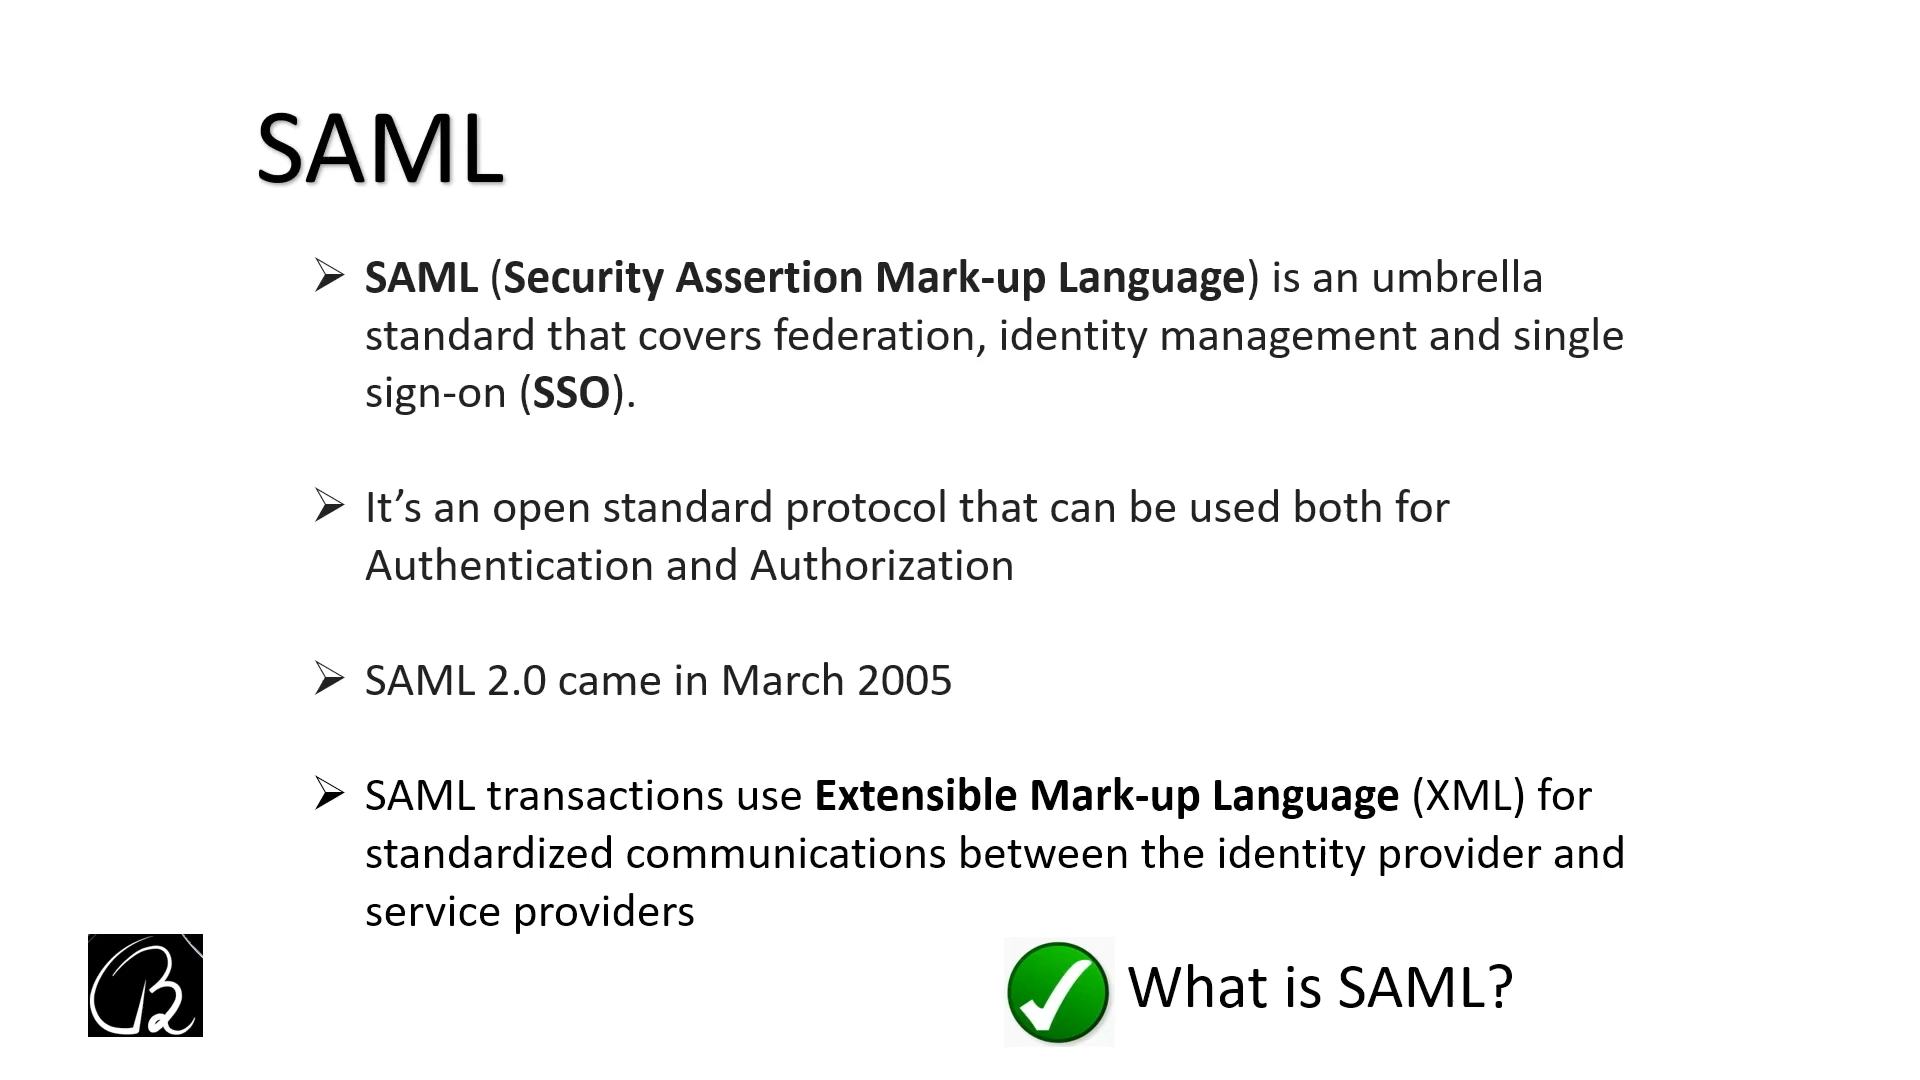 SAML
➢ SAML (Security Assertion Mark-up Language) is an umbrella
standard that covers federation, identity management and single
sign-on (SSO).
➢ It’s an open standard protocol that can be used both for
Authentication and Authorization
➢ SAML 2.0 came in March 2005
➢ SAML transactions use Extensible Mark-up Language (XML) for
standardized communications between the identity provider and
service providers
What is SAML?